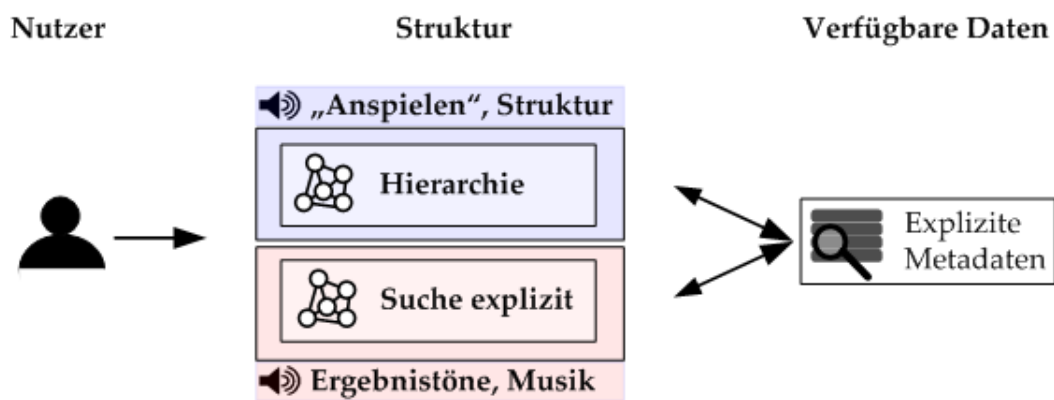 Nutzer
Struktur
Verfügbare Daten
„Anspielen“, Struktur
Hierarchie
Suche explizit
Ergebnistöne, Musik
Explizite
Metadaten